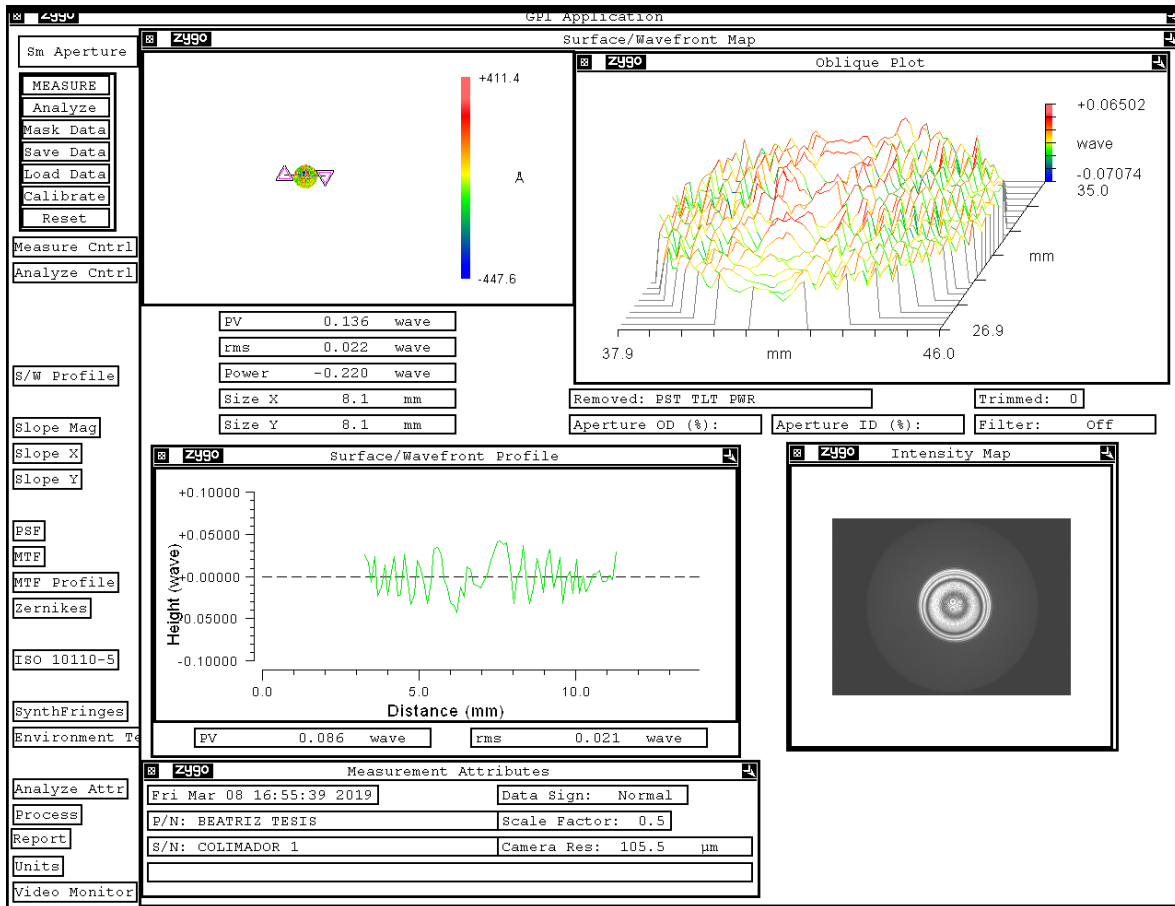 zygo GPI Application
Sm Aperture
MEASURE
Analyze
Mask Data
Save Data
Load Data
Calibrate
Reset
Measure Cntrl
Analyze Cntrl
S/W Profile
Slope Mag
Slope X
Slope Y
PSF
MTF
MTF Profile
Zernikes
ISO 10110-5
SynthFringes
Environment Te
Analyze Attr
Process
Report
Units
Video Monitor
zygo Surface/Wavefront Map
+411.4
Å
-447.6
zygo Oblique Plot
+0.06502
wave
-0.07074
35.0
mm
26.9
37.9 mm 46.0
PV 0.136 wave
rms 0.022 wave
Power -0.220 wave
Size X 8.1 mm
Size Y 8.1 mm
Removed: PST TLT PWR Trimmed: 0
Aperture OD (%): Aperture ID (%): Filter: Off
zygo Surface/Wavefront Profile
+0.10000
+0.05000
+0.00000
-0.10000
Height (wave)
0.0 5.0 10.0
Distance (mm)
PV 0.086 wave rms 0.021 wave
zygo Intensity Map
zygo Measurement Attributes
Fri Mar 08 16:55:39 2019 Data Sign: Normal
P/N: BEATRIZ TESIS Scale Factor: 0.5
S/N: COLIMADOR 1 Camera Res: 105.5 µm